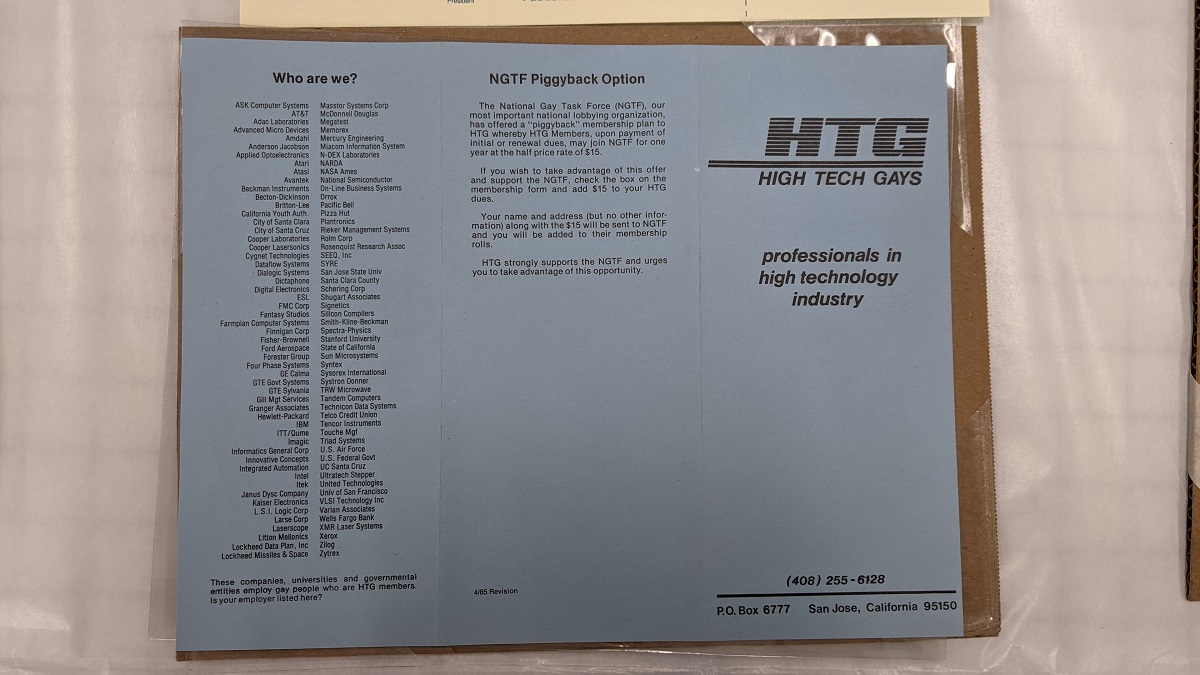 President
Who are we?
ASK Computer Systems
AT&T
Adac Laboratories
Advanced Micro Devices
Amdahl
Anderson Jacobson
Applied Optoelectronics
Atari
Atasi
Avantek
Beckman Instruments
Becton-Dickinson
Britton-Lee
California Youth Auth.
City of Santa Clara
City of Santa Cruz
Cooper Laboratories
Cooper Lasersonics
Cygnet Technologies
Dataflow Systems
Dialogic Systems
Dictaphone
Digital Electronics
ESL
FMC Corp
Fantasy Studios
Farmplan Computer Systems
Finnigan Corp
Fisher-Brownell
Ford Aerospace
Forester Group
Four Phase Systems
GE Calma
GTE Govt Systems
GTE Sylvania
Gill Mgt Services
Granger Associates
Hewlett-Packard
IBM
ITT/Qume
Imagic
Informatics General Corp
Innovative Concepts
Integrated Automation
Intel
Itek
Janus Dysc Company
Kaiser Electronics
L.S.I. Logic Corp
Larse Corp
Laserscope
Litton Mellonics
Lockheed Data Plan, Inc
Lockheed Missiles & Space
Masstor Systems Corp
McDonnell Douglas
Megatest
Memorex
Mercury Engineering
Miacom Information System
N-DEX Laboratories
NARDA
NASA Ames
National Semiconductor
On-Line Business Systems
Orrox
Pacific Bell
Pizza Hut
Plantronics
Rieker Management Systems
Rolm Corp
Rosenquist Research Assoc
SEEQ, Inc
SYRE
San Jose State Univ
Santa Clara County
Schering Corp
Shugart Associates
Signetics
Silicon Compilers
Smith-Kline-Beckman
Spectra-Physics
Stanford University
State of California
Sun Microsystems
Syntex
Sysorex International
Systron Donner
TRW Microwave
Tandem Computers
Technicon Data Systems
Telco Credit Union
Tencor Instruments
Touche Mgf
Triad Systems
U.S. Air Force
U.S. Federal Govt
UC Santa Cruz
Ultratech Stepper
United Technologies
Univ of San Francisco
VLSI Technology Inc
Varian Associates
Wells Fargo Bank
XMR Laser Systems
Xerox
Zilog
Zytrex
These companies, universities and governmental
entities employ gay people who are HTG members.
Is your employer listed here?
NGTF Piggyback Option
The National Gay Task Force (NGTF), our
most important national lobbying organization,
has offered a "piggyback" membership plan to
HTG whereby HTG Members, upon payment of
initial or renewal dues, may join NGTF for one
year at the half price rate of $15.
If you wish to take advantage of this offer
and support the NGTF, check the box on the
membership form and add $15 to your HTG
dues.
Your name and address (but no other infor-
mation) along with the $15 will be sent to NGTF
and you will be added to their membership
rolls.
HTG strongly supports the NGTF and urges
you to take advantage of this opportunity.
4/85 Revision
HTG
HIGH TECH GAYS
professionals in
high technology
industry
(408) 255-6128
P.O. Box 6777 San Jose, California 95150